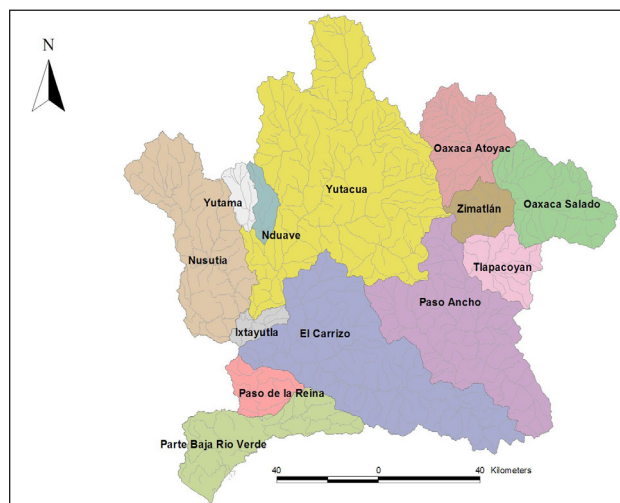 N
Oaxaca Atoyac
Yutacua
Yutama
Zimatlán
Oaxaca Salado
Nduave
Nusutia
Tlapacoyan
Paso Ancho
Ixtayutla
El Carrizo
Paso de la Reina
Parte Baja Rio Verde
40 0 40 Kilometers